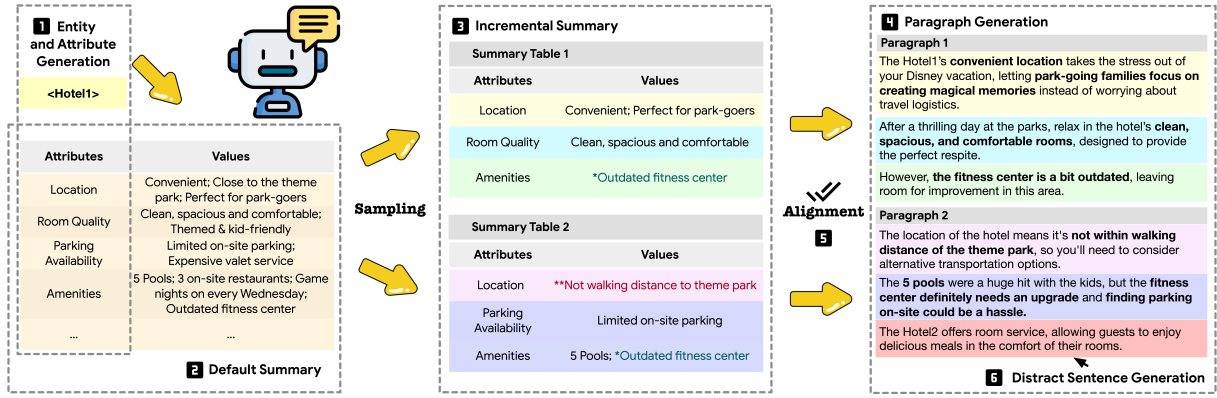 1 Entity
and Attribute
Generation
<Hotel1>
Attributes Values
Location Convenient; Close to the theme
park; Perfect for park-goers
Room Quality Clean, spacious and comfortable;
Themed & kid-friendly
Parking
Availability Limited on-site parking;
Expensive valet service
Amenities 5 Pools; 3 on-site restaurants; Game
nights on every Wednesday;
Outdated fitness center
... ...
2 Default Summary
Sampling
3 Incremental Summary
Summary Table 1
Attributes Values
Location Convenient; Perfect for park-goers
Room Quality Clean, spacious and comfortable
Amenities *Outdated fitness center
Summary Table 2
Attributes Values
Location **Not walking distance to theme park
Parking
Availability Limited on-site parking
Amenities 5 Pools; *Outdated fitness center
Alignment
5
4 Paragraph Generation
Paragraph 1
The Hotel1's convenient location takes the stress out of
your Disney vacation, letting park-going families focus on
creating magical memories instead of worrying about
travel logistics.
After a thrilling day at the parks, relax in the hotel's clean,
spacious, and comfortable rooms, designed to provide
the perfect respite.
However, the fitness center is a bit outdated, leaving
room for improvement in this area.
Paragraph 2
The location of the hotel means it's not within walking
distance of the theme park, so you'll need to consider
alternative transportation options.
The 5 pools were a huge hit with the kids, but the fitness
center definitely needs an upgrade and finding parking
on-site could be a hassle.
The Hotel2 offers room service, allowing guests to enjoy
delicious meals in the comfort of their rooms.
6 Distract Sentence Generation